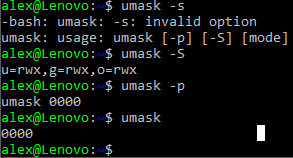 alex@Lenovo:~$ umask -s
-bash: umask: -s: invalid option
umask: usage: umask [-p] [-S] [mode]
alex@Lenovo:~$ umask -S
u=rwx,g=rwx,o=rwx
alex@Lenovo:~$ umask -p
umask 0000
alex@Lenovo:~$ umask
0000
alex@Lenovo:~$